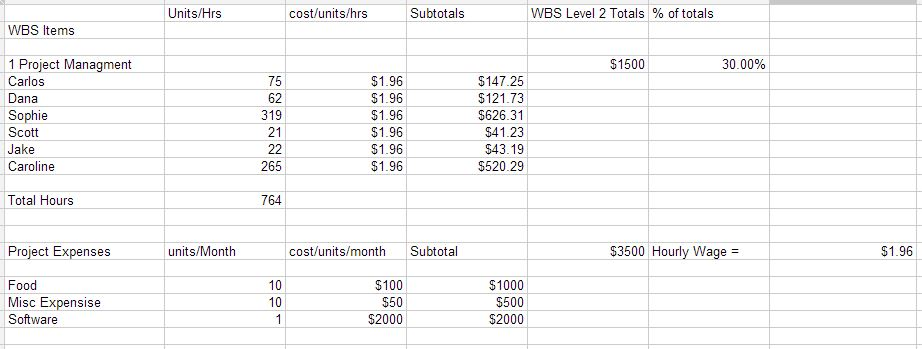 Units/Hrs cost/units/hrs Subtotals WBS Level 2 Totals % of totals
WBS Items
1 Project Managment $1500 30.00%
Carlos 75 $1.96 $147.25
Dana 62 $1.96 $121.73
Sophie 319 $1.96 $626.31
Scott 21 $1.96 $41.23
Jake 22 $1.96 $43.19
Caroline 265 $1.96 $520.29
Total Hours 764
Project Expenses units/Month cost/units/month Subtotal $3500 Hourly Wage = $1.96
Food 10 $100 $1000
Misc Expensise 10 $50 $500
Software 1 $2000 $2000